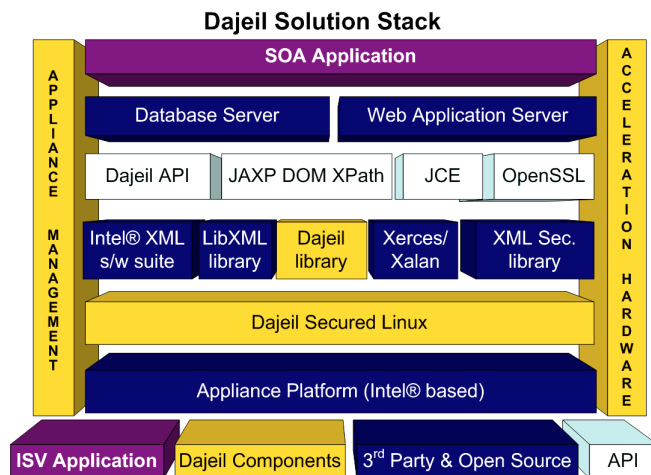 Dajeil Solution Stack
SOA Application
APPLIANCE MANAGEMENT
ACCELERATION HARDWARE
Database Server
Web Application Server
Dajeil API
JAXP DOM XPath
JCE
OpenSSL
Intel® XML
s/w suite
LibXML
library
Dajeil
library
Xerces/
Xalan
XML Sec.
library
Dajeil Secured Linux
Appliance Platform (Intel® based)
ISV Application
Dajeil Components
3rd Party & Open Source
API